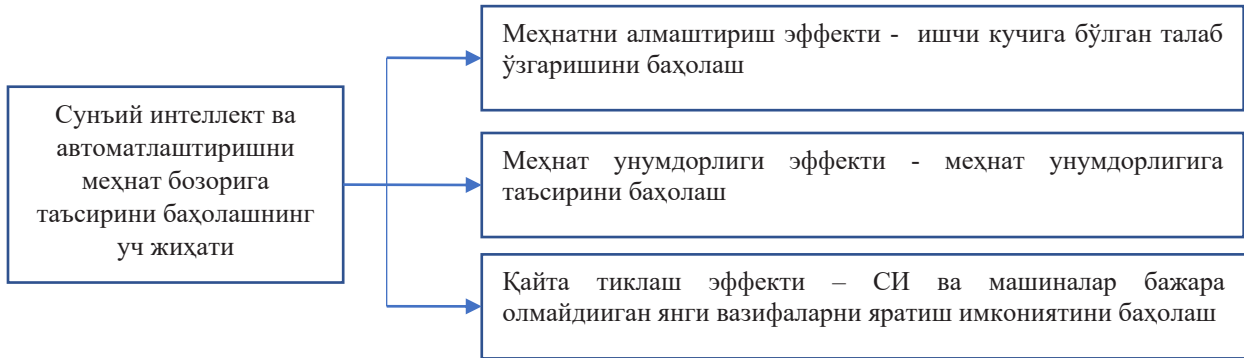 Сунъий интеллект ва
автоматлаштиришни
меҳнат бозорига
таъсирини баҳолашнинг
уч жиҳати
Меҳнатни алмаштириш эффекти - ишчи кучига бўлган талаб
ўзгаришини баҳолаш
Меҳнат унумдорлиги эффекти - меҳнат унумдорлигига
таъсирини баҳолаш
Қайта тиклаш эффекти – СИ ва машиналар бажара
олмайдииган янги вазифаларни яратиш имкониятини баҳолаш